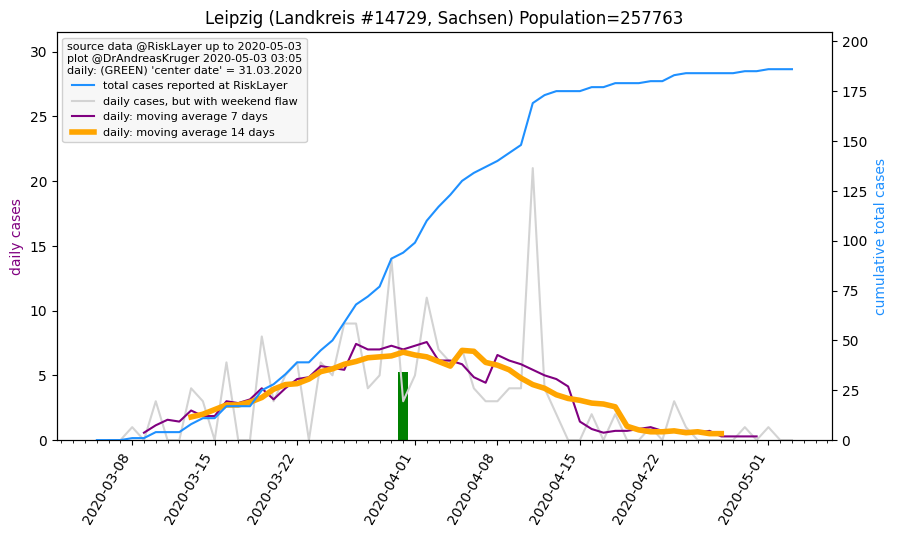 Leipzig (Landkreis #14729, Sachsen) Population=257763
source data @RiskLayer up to 2020-05-03
plot @DrAndreasKruger 2020-05-03 03:05
daily: (GREEN) 'center date' = 31.03.2020
total cases reported at RiskLayer
daily cases, but with weekend flaw
daily: moving average 7 days
daily: moving average 14 days
daily cases
30
25
20
15
10
5
0
cumulative total cases
200
175
150
125
100
75
50
25
0
2020-03-08
2020-03-15
2020-03-22
2020-04-01
2020-04-08
2020-04-15
2020-04-22
2020-05-01